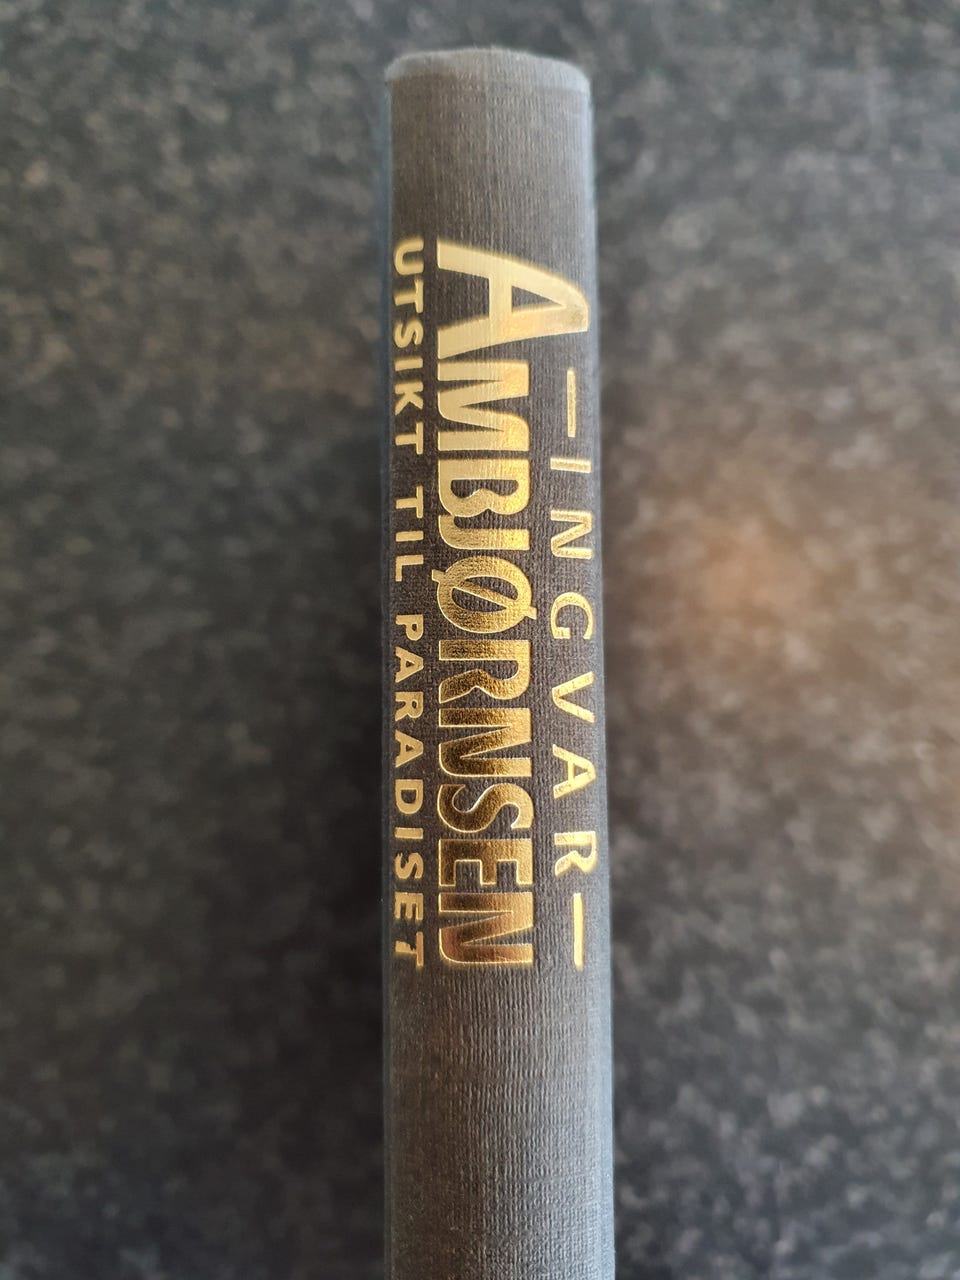 — INGVAR —
AMBJØRNSEN
UTSIKT TIL PARADISET